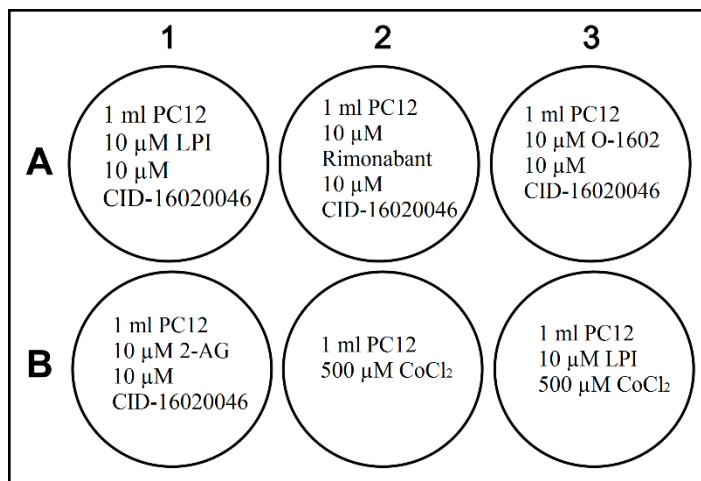 1 2 3
A
1 ml PC12
10 µM LPI
10 µM
CID-16020046
1 ml PC12
10 µM
Rimonabant
10 µM
CID-16020046
1 ml PC12
10 µM O-1602
10 µM
CID-16020046
B
1 ml PC12
10 µM 2-AG
10 µM
CID-16020046
1 ml PC12
500 µM CoCl₂
1 ml PC12
10 µM LPI
500 µM CoCl₂